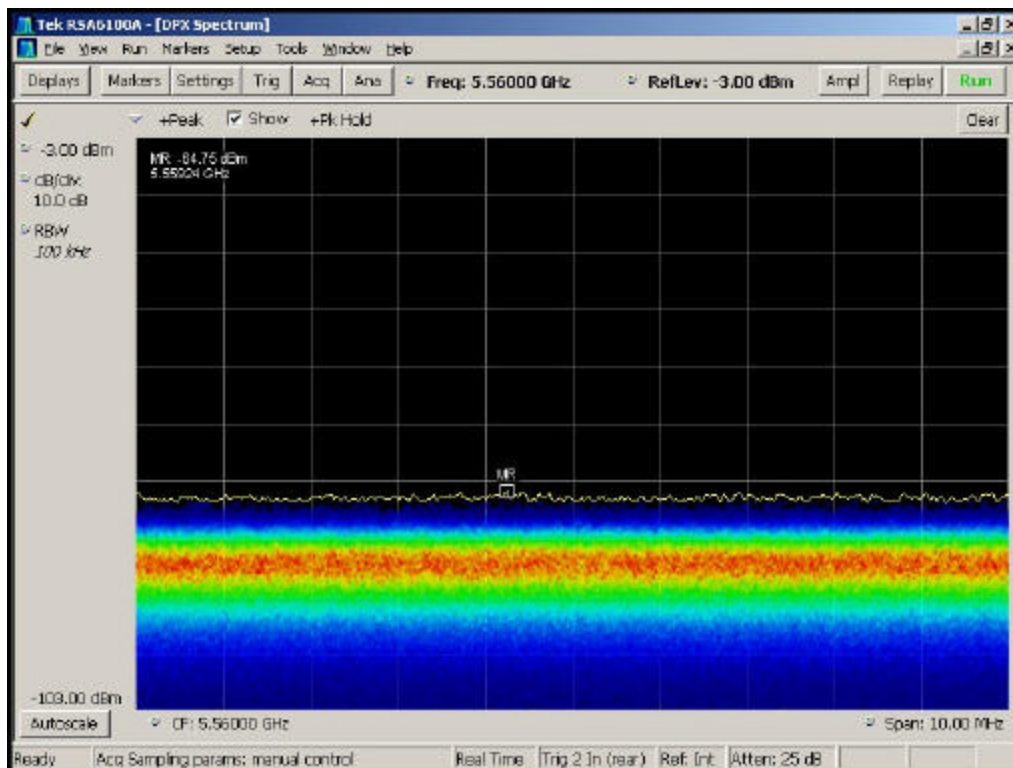 Tek RSA6100A - [DPX Spectrum]
File View Run Markers Setup Tools Window Help
Displays Markers Settings Trig Acq Ana Freq: 5.56000 GHz RefLev: -3.00 dBm Ampl Replay Run
+Peak Show +Pk Hold Clear
-3.00 dBm
MR: -64.75 dBm
5.55924 GHz
dB/div:
10.0 dB
RBW
100 kHz
MR
-103.00 dBm
Autoscale CF: 5.56000 GHz Span: 10.00 MHz
Ready Acq Sampling params: manual control Real Time Trig 2 In (rear) Ref: Int Atten: 25 dB